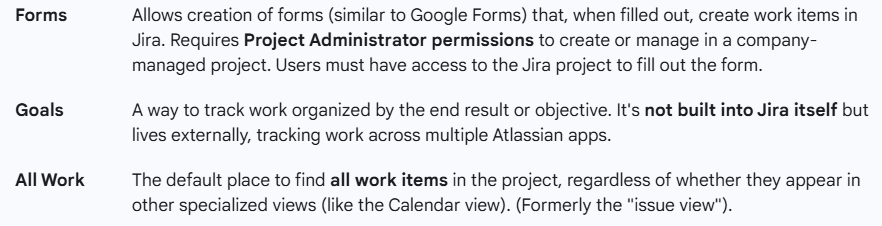 Forms Allows creation of forms (similar to Google Forms) that, when filled out, create work items in
Jira. Requires Project Administrator permissions to create or manage in a company-
managed project. Users must have access to the Jira project to fill out the form.
Goals A way to track work organized by the end result or objective. It's not built into Jira itself but
lives externally, tracking work across multiple Atlassian apps.
All Work The default place to find all work items in the project, regardless of whether they appear in
other specialized views (like the Calendar view). (Formerly the "issue view").